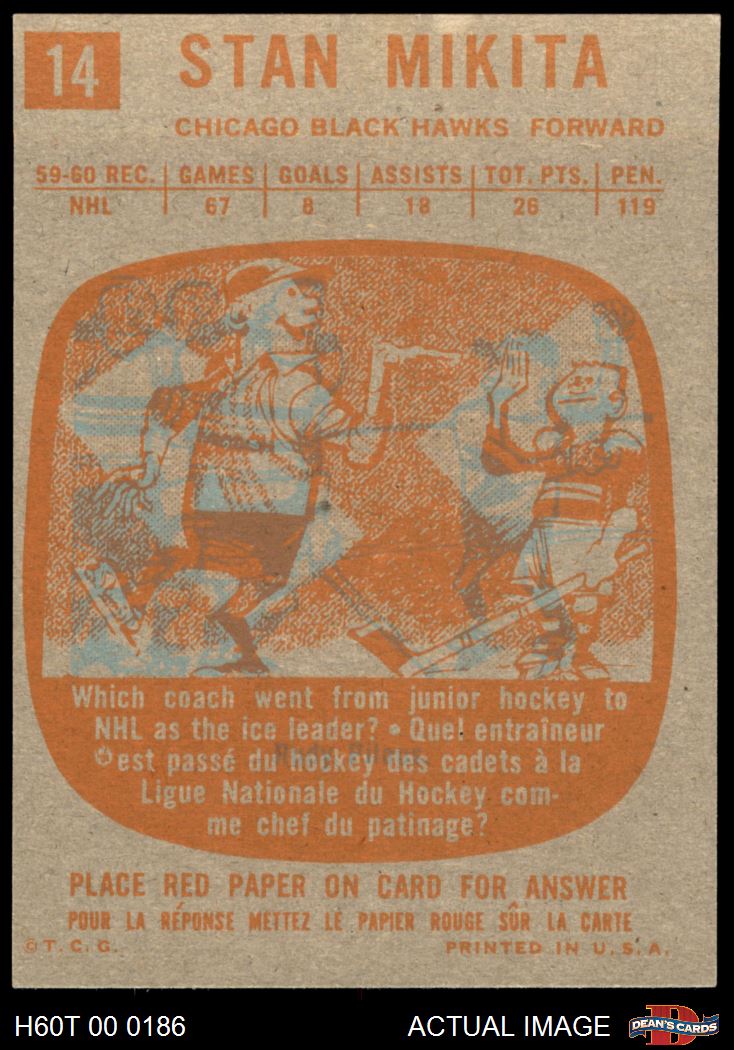 14
STAN MIKITA
CHICAGO BLACK HAWKS FORWARD
59-60 REC. GAMES GOALS ASSISTS TOT. PTS. PEN.
NHL 67 8 18 26 119
Which coach went from junior hockey to
NHL as the ice leader? • Quel entraîneur
est passé du hockey des cadets à la
Ligue Nationale du Hockey com-
me chef du patinage?
PLACE RED PAPER ON CARD FOR ANSWER
POUR LA RÉPONSE METTEZ LE PAPIER ROUGE SÛR LA CARTE
© T. C. G. PRINTED IN U. S. A.
H60T 00 0186 ACTUAL IMAGE DEAN'S CARDS